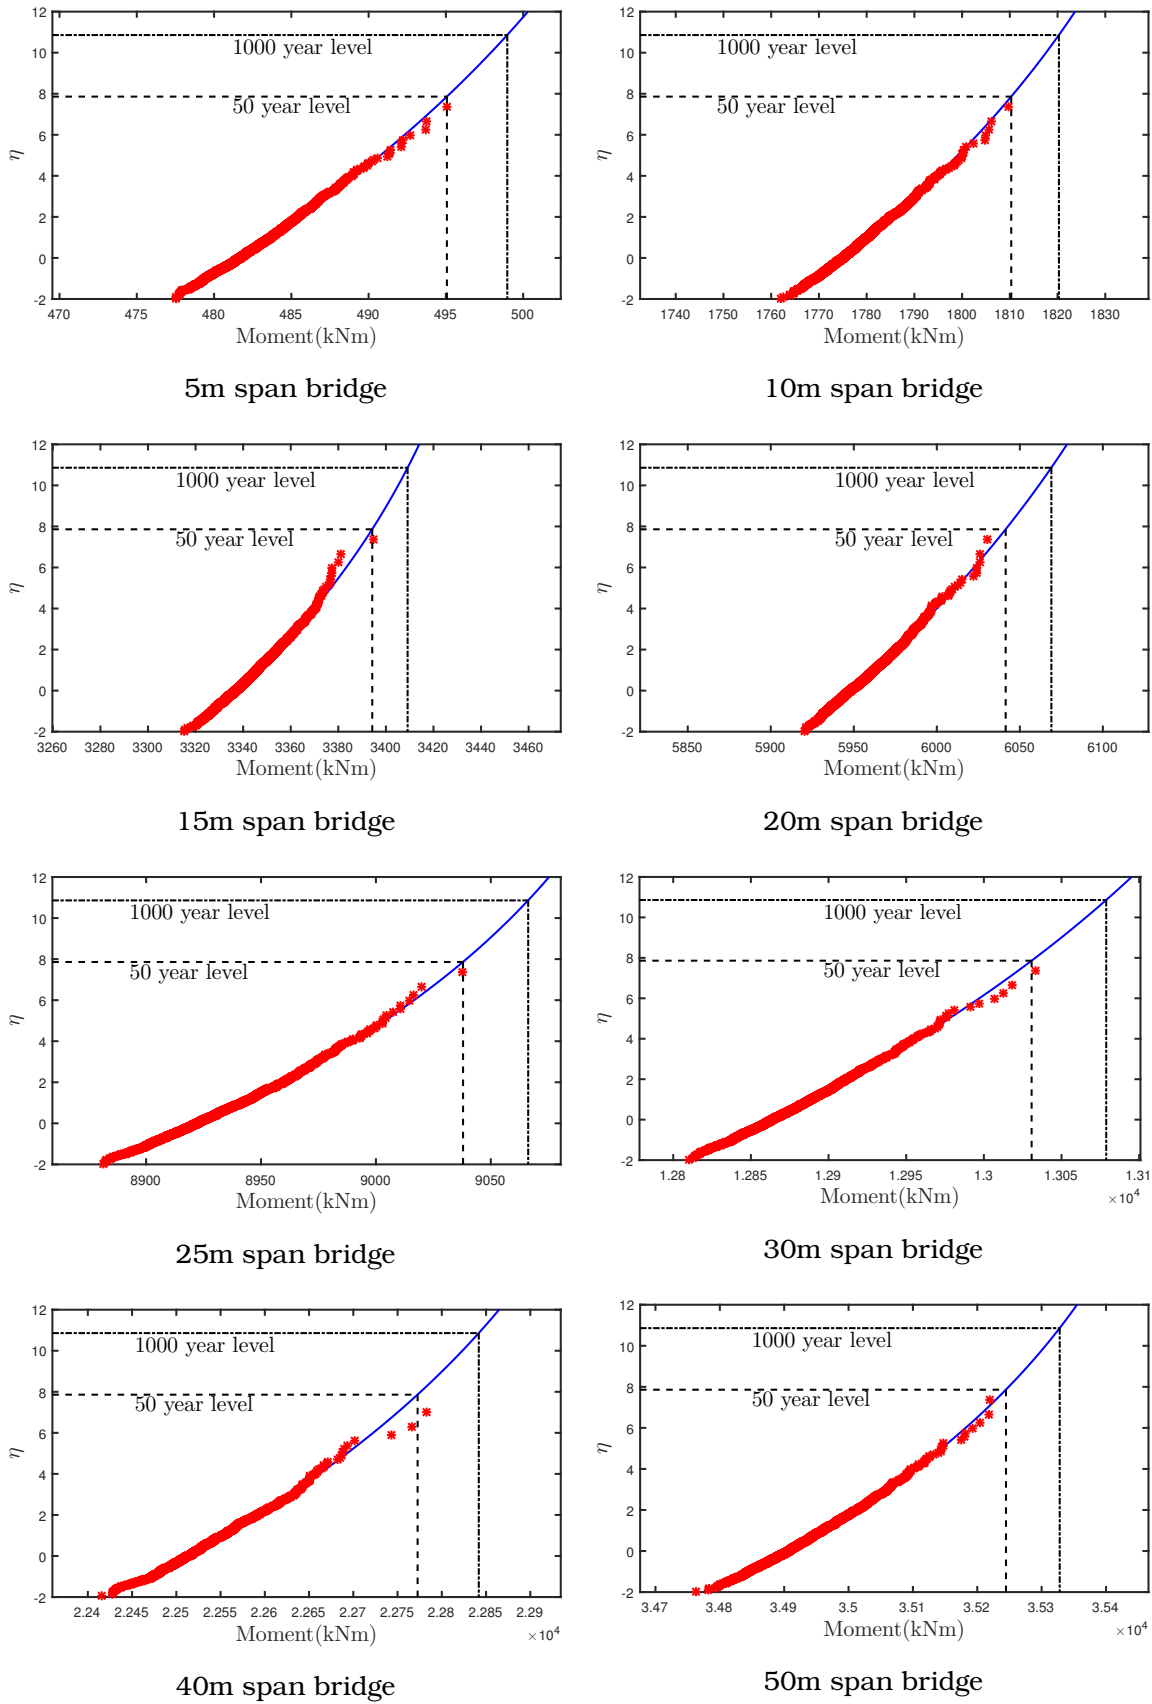 12
10
8
6
4
2
0
-2
η
1000 year level
50 year level
470 475 480 485 490 495 500
Moment(kNm)
5m span bridge
12
10
8
6
4
2
0
-2
η
1000 year level
50 year level
1740 1750 1760 1770 1780 1790 1800 1810 1820 1830
Moment(kNm)
10m span bridge
12
10
8
6
4
2
0
-2
η
1000 year level
50 year level
3260 3280 3300 3320 3340 3360 3380 3400 3420 3440 3460
Moment(kNm)
15m span bridge
12
10
8
6
4
2
0
-2
η
1000 year level
50 year level
5850 5900 5950 6000 6050 6100
Moment(kNm)
20m span bridge
12
10
8
6
4
2
0
-2
η
1000 year level
50 year level
8900 8950 9000 9050
Moment(kNm)
25m span bridge
12
10
8
6
4
2
0
-2
η
1000 year level
50 year level
1.28 1.285 1.29 1.295 1.3 1.305 1.31
Moment(kNm)
×10⁴
30m span bridge
12
10
8
6
4
2
0
-2
η
1000 year level
50 year level
2.24 2.245 2.25 2.255 2.26 2.265 2.27 2.275 2.28 2.285 2.29
Moment(kNm)
×10⁴
40m span bridge
12
10
8
6
4
2
0
-2
η
1000 year level
50 year level
3.47 3.48 3.49 3.5 3.51 3.52 3.53 3.54
Moment(kNm)
×10⁴
50m span bridge